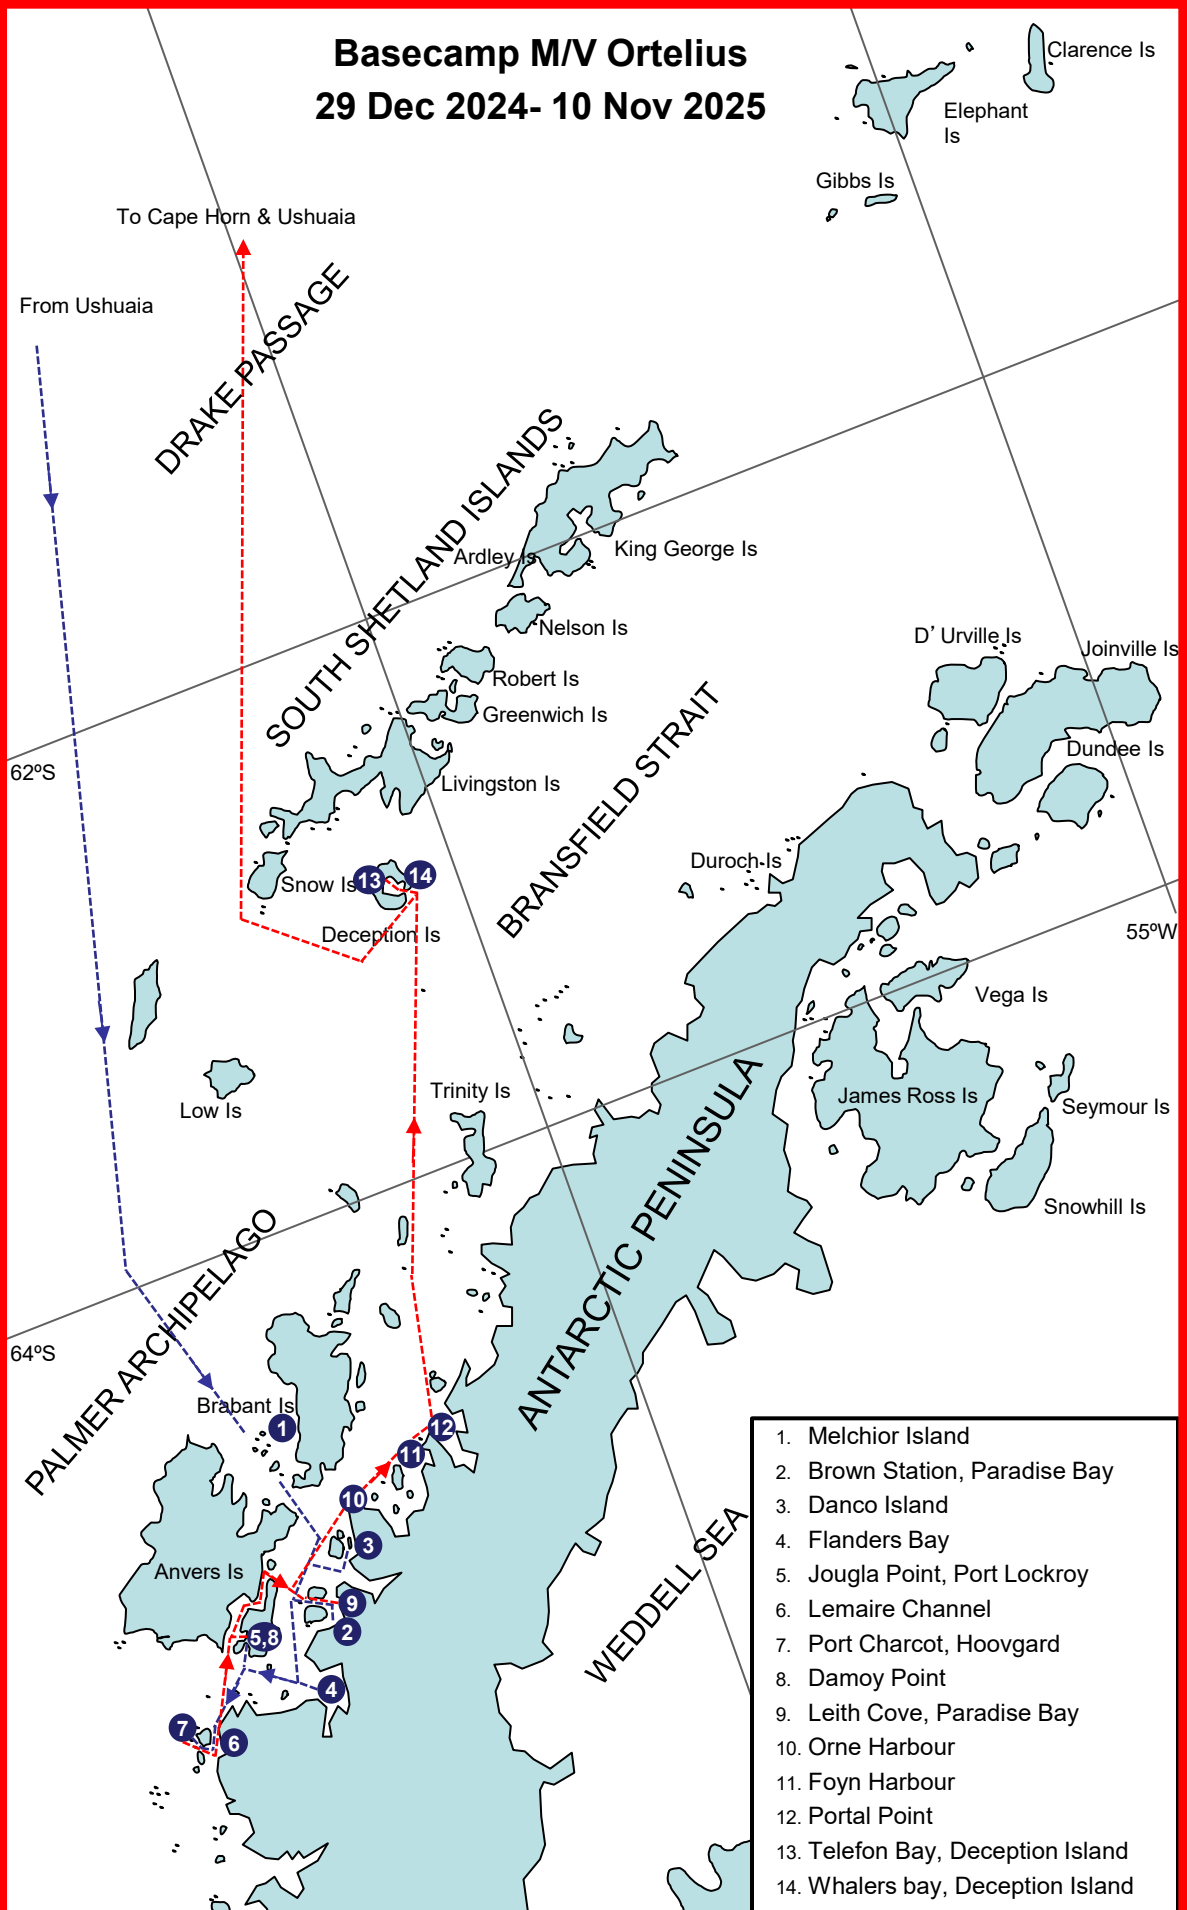 Basecamp M/V Ortelius
29 Dec 2024- 10 Nov 2025
Clarence Is
Elephant
Is
Gibbs Is
To Cape Horn & Ushuaia
From Ushuaia
DRAKE PASSAGE
SOUTH SHETLAND ISLANDS
Ardley Is
King George Is
Nelson Is
D’ Urville Is
Joinville Is
Robert Is
Greenwich Is
BRANSFIELD STRAIT
Dundee Is
62ºS
Livingston Is
Duroch Is
Snow Is
13
14
Deception Is
55ºW
Vega Is
Trinity Is
James Ross Is
Low Is
Seymour Is
ANTARCTIC PENINSULA
Snowhill Is
PALMER ARCHIPELAGO
64ºS
Brabant Is
1
12
11
10
3
Anvers Is
9
2
5,8
WEDDELL SEA
4
7
6
1. Melchior Island
2. Brown Station, Paradise Bay
3. Danco Island
4. Flanders Bay
5. Jougla Point, Port Lockroy
6. Lemaire Channel
7. Port Charcot, Hoovgard
8. Damoy Point
9. Leith Cove, Paradise Bay
10. Orne Harbour
11. Foyn Harbour
12. Portal Point
13. Telefon Bay, Deception Island
14. Whalers bay, Deception Island